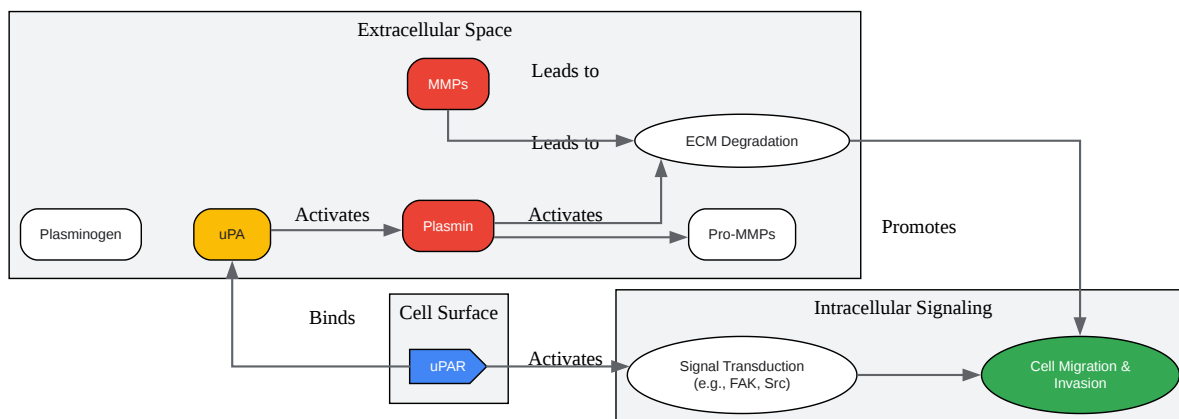 Extracellular Space
MMPs
Leads to
Leads to
ECM Degradation
Plasminogen
uPA
Activates
Plasmin
Activates
Pro-MMPs
Promotes
Binds
Cell Surface
uPAR
Activates
Intracellular Signaling
Signal Transduction
(e.g., FAK, Src)
Cell Migration &
Invasion